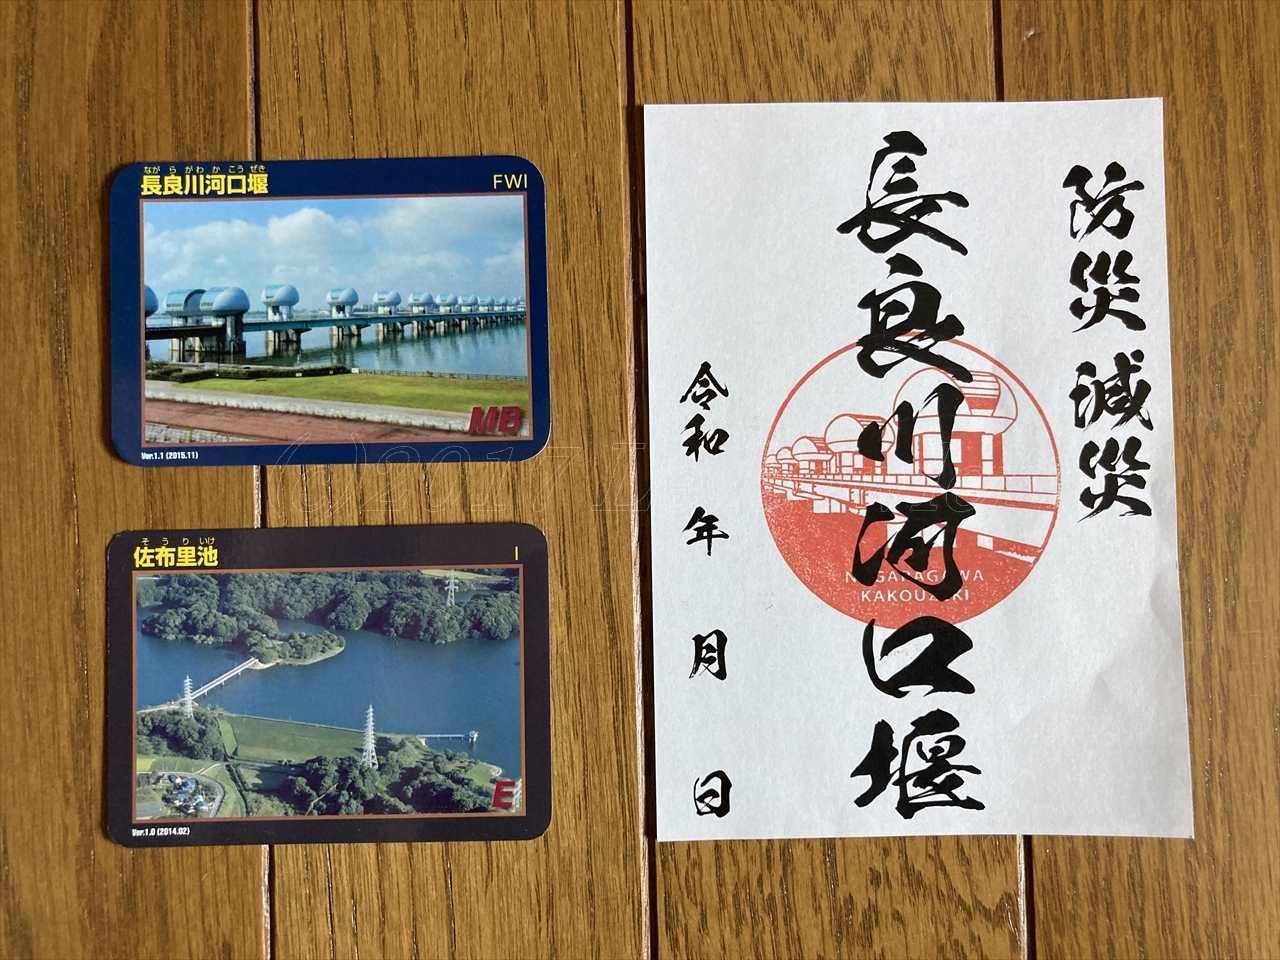 ながらがわかこうぜき
長良川河口堰
FWI
MB
Ver.1.1 (2015.11)
そうりいけ
佐布里池
I
E
Ver.1.0 (2014.02)
防災減災
長良川河口堰
NAGARAGAWA
KAKOUZEKI
令和 年 月 日